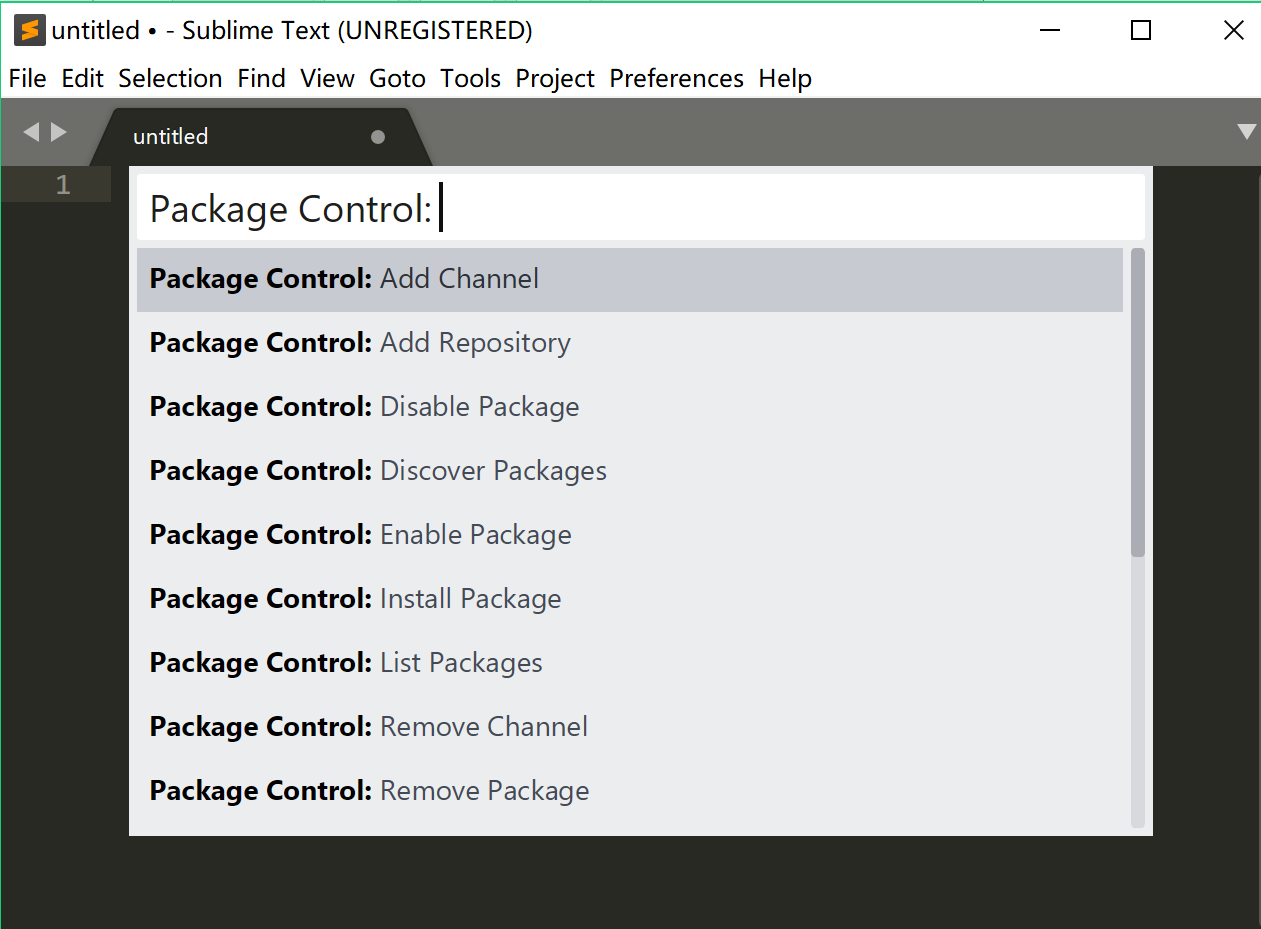 untitled • - Sublime Text (UNREGISTERED)
File Edit Selection Find View Goto Tools Project Preferences Help
untitled
1
Package Control:
Package Control: Add Channel
Package Control: Add Repository
Package Control: Disable Package
Package Control: Discover Packages
Package Control: Enable Package
Package Control: Install Package
Package Control: List Packages
Package Control: Remove Channel
Package Control: Remove Package